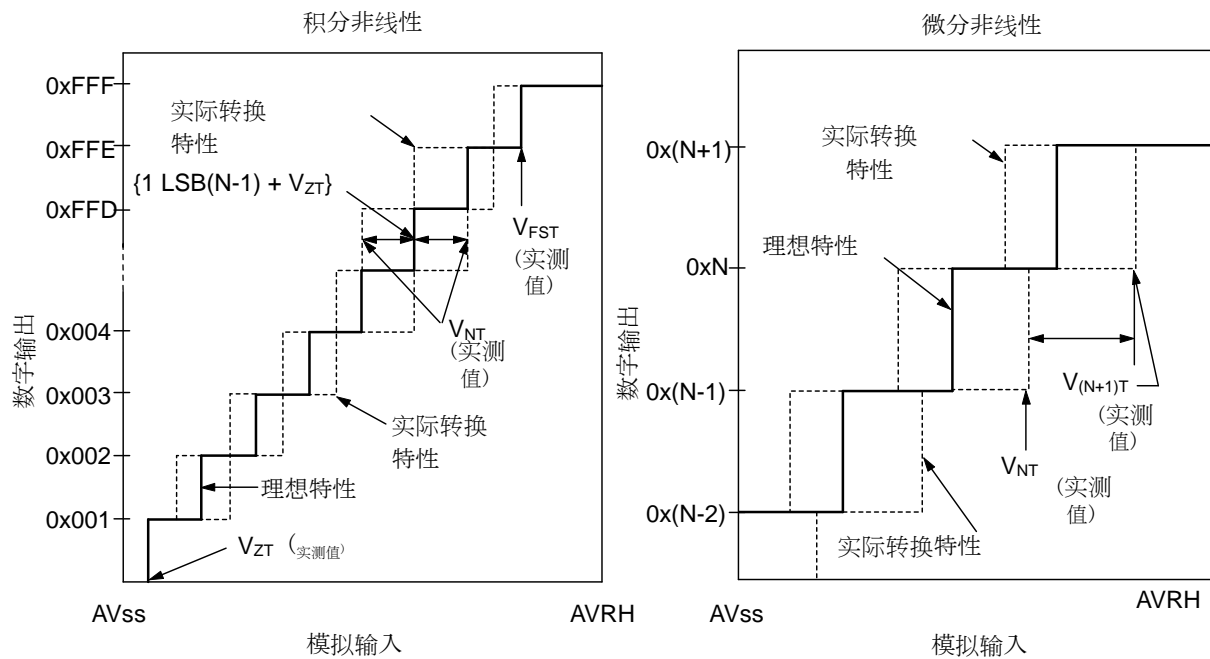 积分非线性
0xFFF
实际转换
特性
0xFFE
{1 LSB(N-1) + VZT}
0xFFD
VFST
(实测
值)
0x004
VNT
(实测
值)
数字输出
0x003
实际转换
特性
0x002
理想特性
0x001
VZT (实测值)
AVss
AVRH
模拟输入
微分非线性
实际转换
特性
0x(N+1)
理想特性
0xN
数字输出
0x(N-1)
V(N+1)T
(实测
值)
VNT
(实测
值)
0x(N-2)
实际转换特性
AVss
AVRH
模拟输入